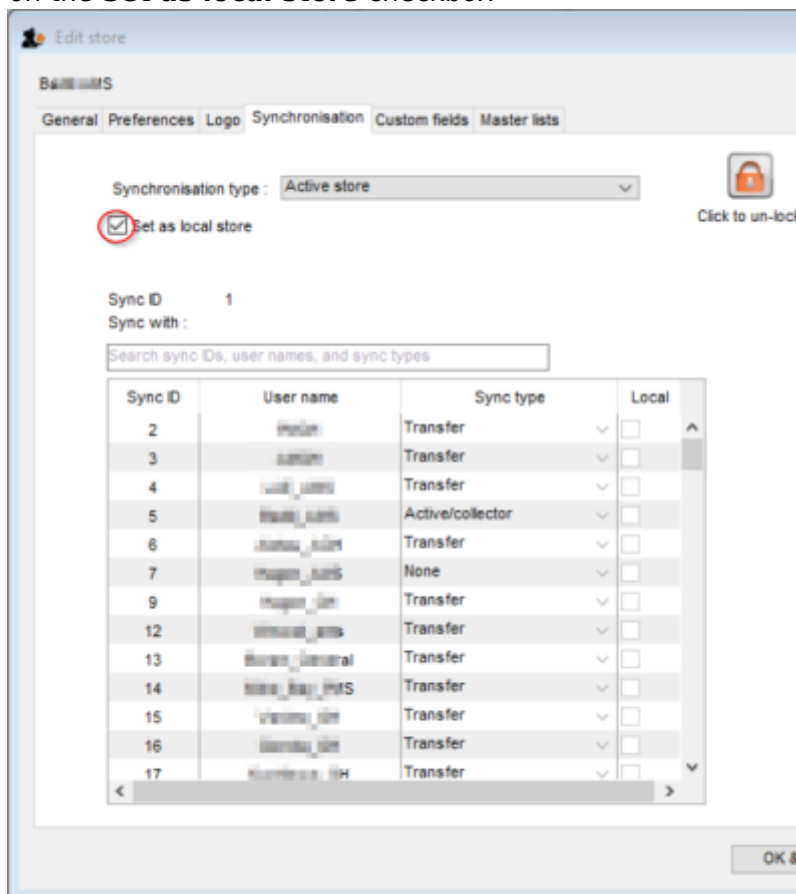 on the Set as local store checkbox
Edit store
General Preferences Logo Synchronisation Custom fields Master lists
Synchronisation type : Active store
Set as local store
Click to un-lock
Sync ID 1
Sync with :
Search sync IDs, user names, and sync types
Sync ID User name Sync type Local
2 Transfer
3 Transfer
4 Transfer
5 Active/collector
6 Transfer
7 None
9 Transfer
12 Transfer
13 Transfer
14 Transfer
15 Transfer
16 Transfer
17 Transfer
OK &